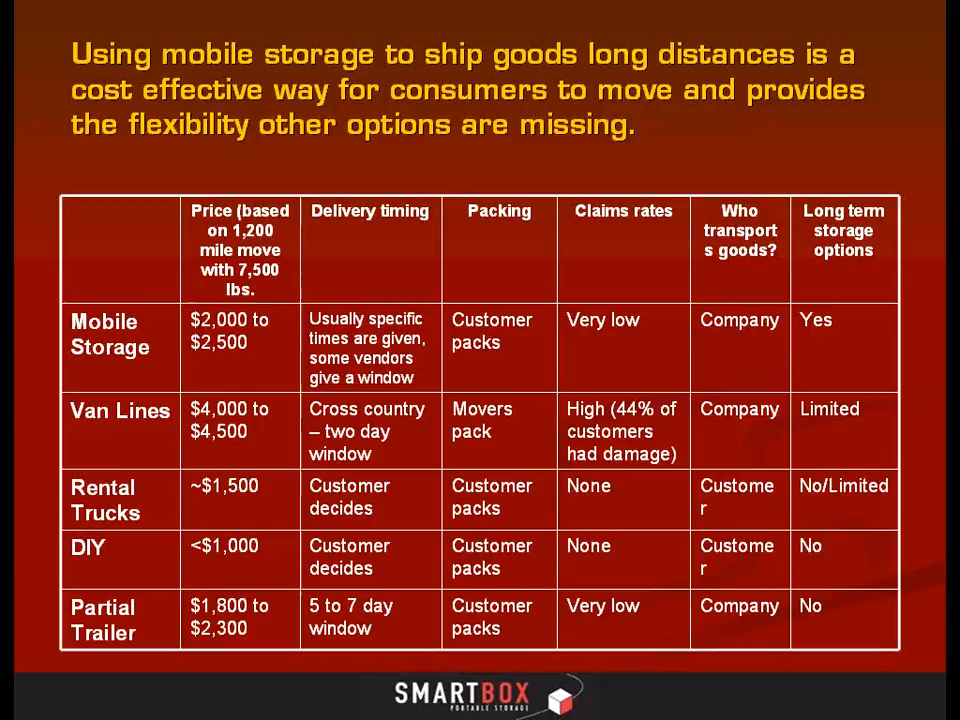 Using mobile storage to ship goods long distances is a
cost effective way for consumers to move and provides
the flexibility other options are missing.
Price (based
on 1,200
mile move
with 7,500
lbs.
Delivery timing
Packing
Claims rates
Who
transport
s goods?
Long term
storage
options
Mobile
Storage
$2,000 to
$2,500
Usually specific
times are given,
some vendors
give a window
Customer
packs
Very low
Company
Yes
Van Lines
$4,000 to
$4,500
Cross country
– two day
window
Movers
pack
High (44% of
customers
had damage)
Company
Limited
Rental
Trucks
~$1,500
Customer
decides
Customer
packs
None
Custome
r
No/Limited
DIY
<$1,000
Customer
decides
Customer
packs
None
Custome
r
No
Partial
Trailer
$1,800 to
$2,300
5 to 7 day
window
Customer
packs
Very low
Company
No
SMARTBOX
PORTABLE STORAGE